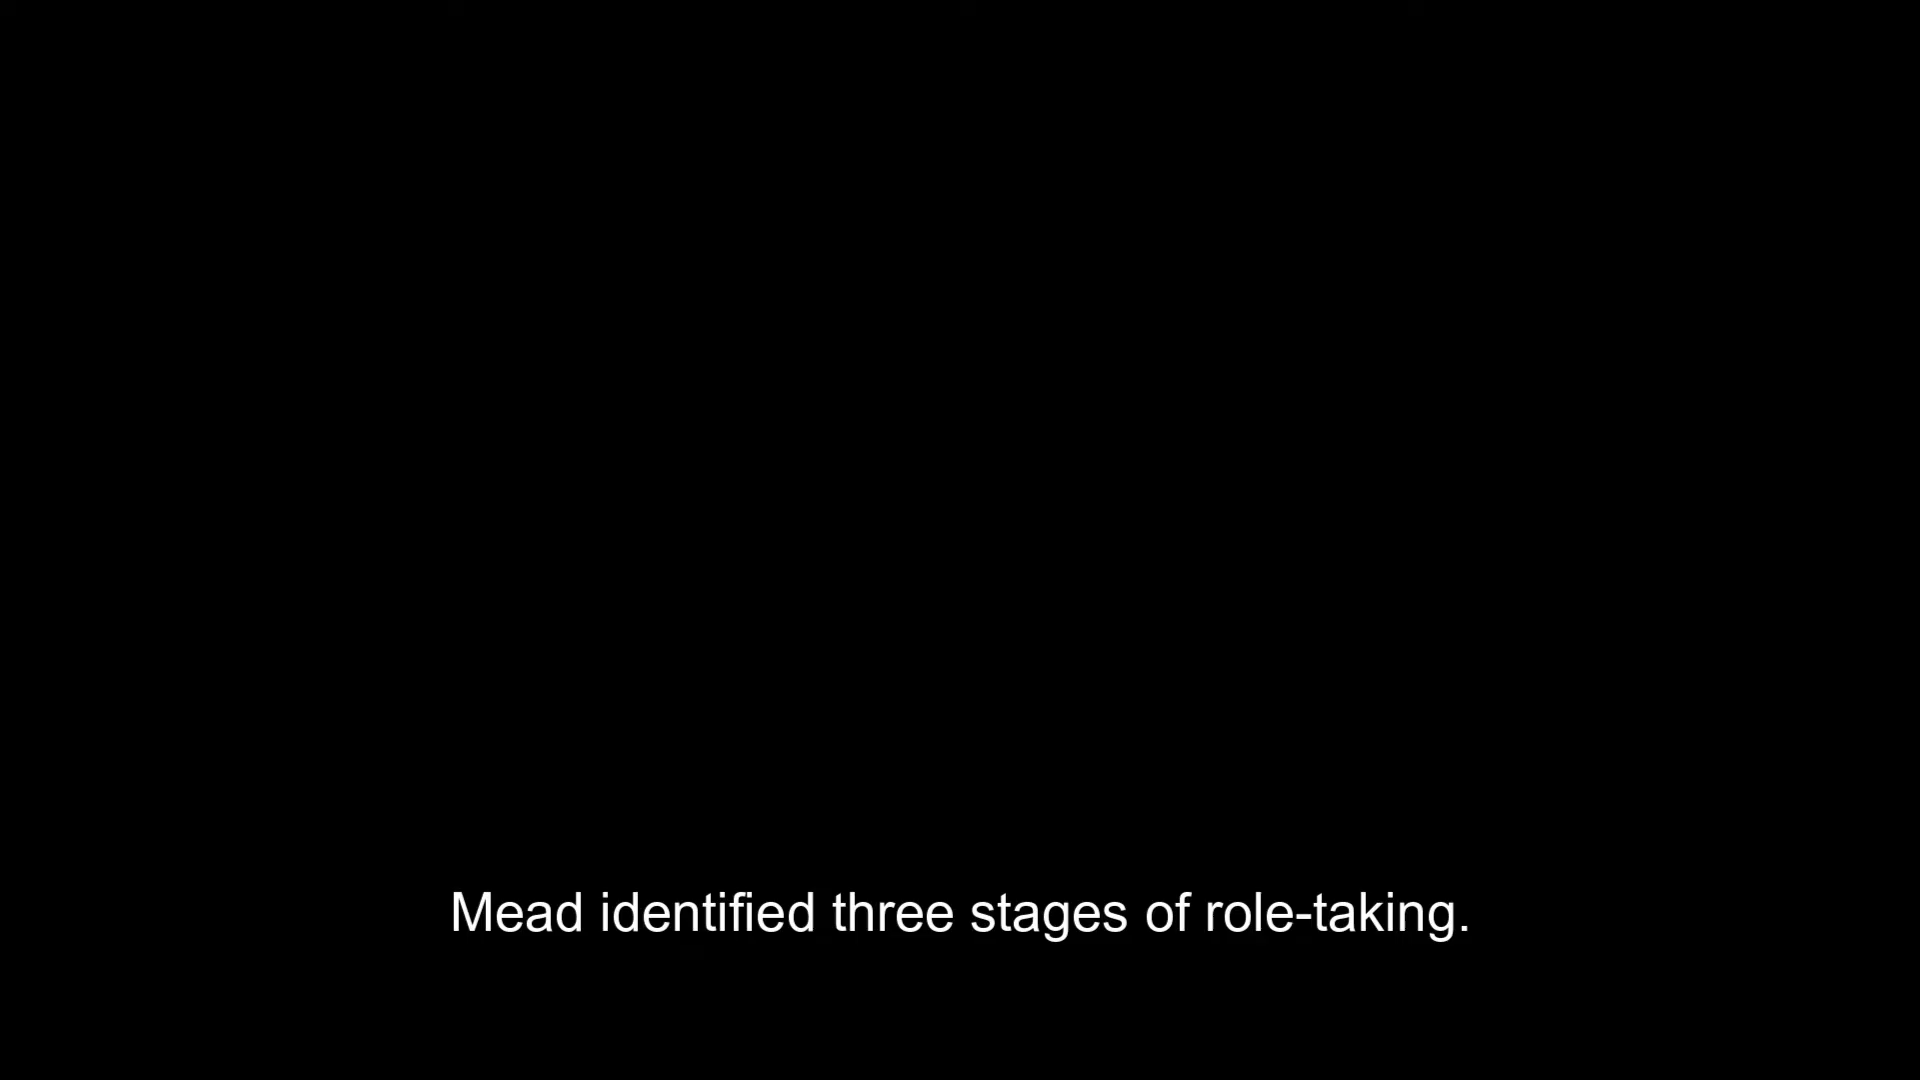 Mead identified three stages of role-taking.